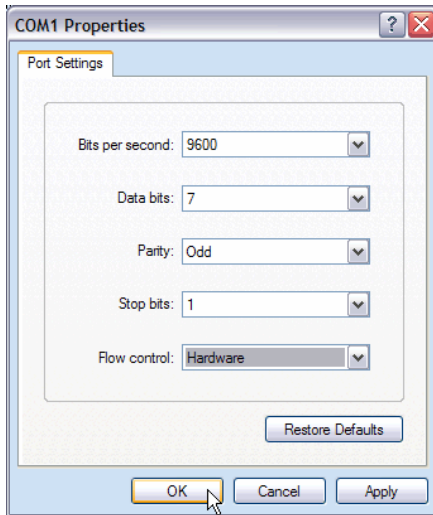 COM1 Properties
Port Settings
Bits per second: 9600
Data bits: 7
Parity: Odd
Stop bits: 1
Flow control: Hardware
Restore Defaults
OK Cancel Apply